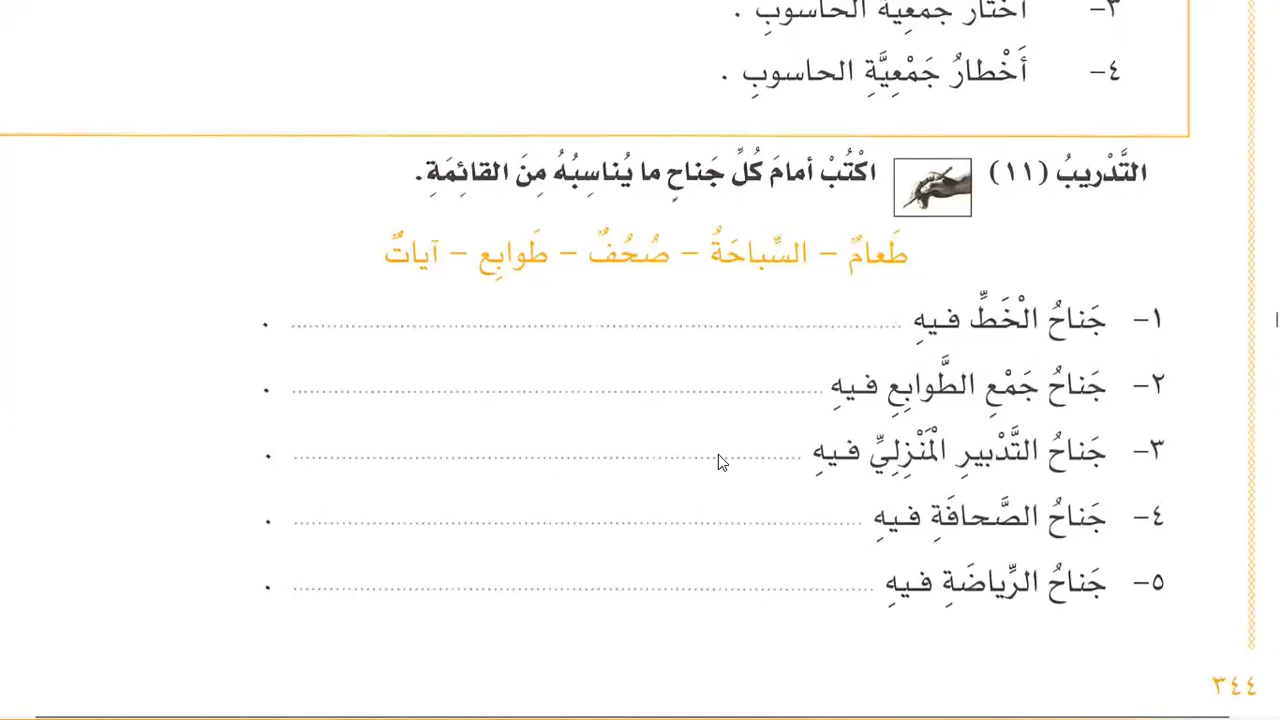 ٣- أختار جمعية الحاسوبِ .
٤- أَخْطارُ جَمْعِيَّةِ الحاسوبِ .
التَّدْريبُ (١١) اكْتُبْ أمامَ كُلِّ جَناحٍ ما يُناسِبُهُ مِنَ القائِمَةِ.
طَعامٌ – السِّباحَةُ – صُحُفٌ – طَوابِع – آياتٌ
١- جَناحُ الْخَطِّ فيهِ .................... .
٢- جَناحُ جَمْعِ الطَّوابِعِ فيهِ .................... .
٣- جَناحُ التَّدْبيرِ الْمَنْزِلِيِّ فيهِ .................... .
٤- جَناحُ الصَّحافَةِ فيهِ .................... .
٥- جَناحُ الرِّياضَةِ فيهِ .................... .
٣٤٤